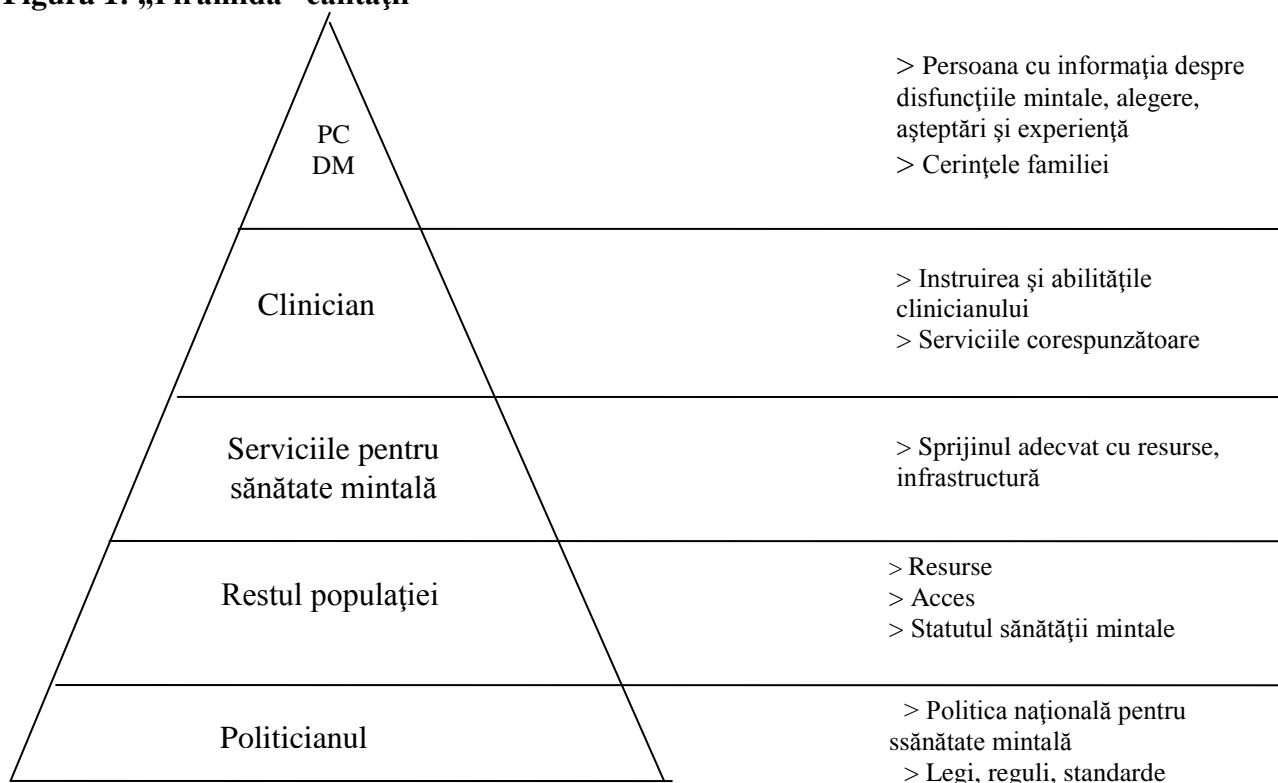 Figura 1. „Piramida” calităţii
PC
DM
> Persoana cu informaţia despre
disfuncţiile mintale, alegere,
aşteptări şi experienţă
> Cerinţele familiei
Clinician
> Instruirea şi abilităţile
clinicianului
> Serviciile corespunzătoare
Serviciile pentru
sănătate mintală
> Sprijinul adecvat cu resurse,
infrastructură
Restul populaţiei
> Resurse
> Acces
> Statutul sănătăţii mintale
Politicianul
> Politica naţională pentru
ssănătate mintală
> Legi, reguli, standarde